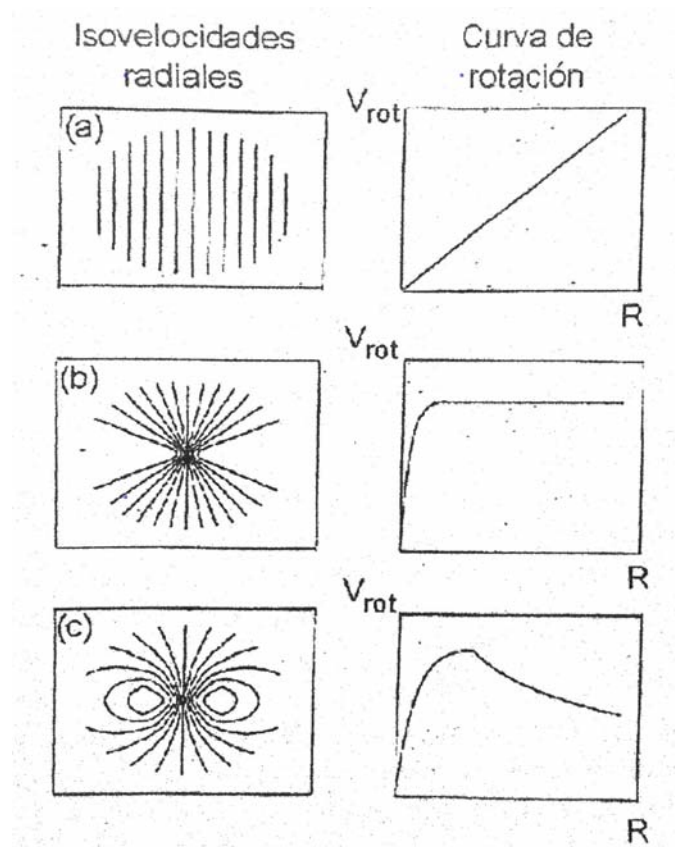 Isovelocidades
radiales
Curva de
rotación
(a)
Vrot
R
(b)
Vrot
R
(c)
Vrot
R